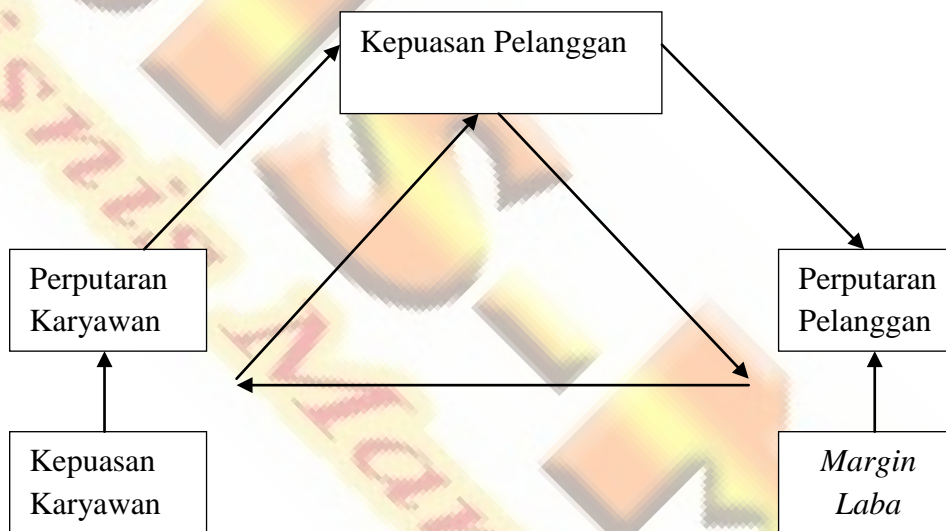 Kepuasan Pelanggan
Perputaran
Karyawan
Perputaran
Pelanggan
Kepuasan
Karyawan
Margin
Laba